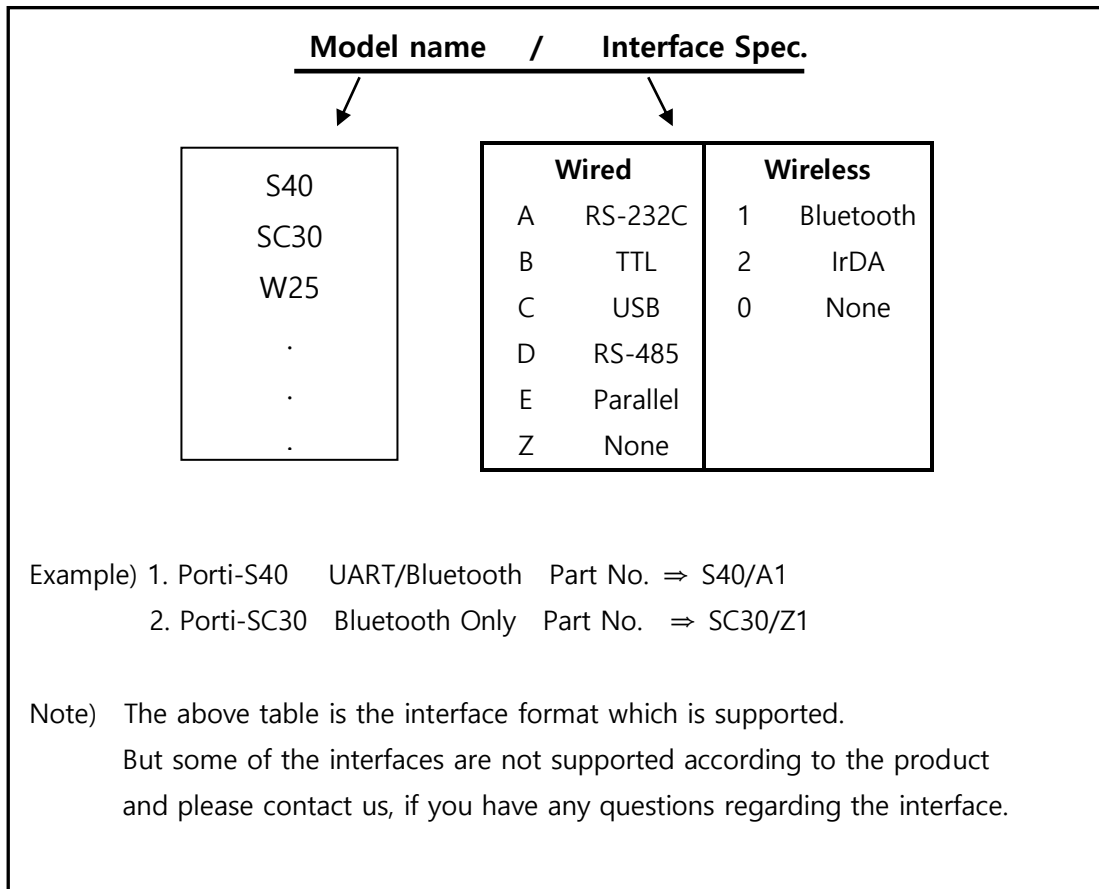 Model name / Interface Spec.
S40
SC30
W25
.
.
.
Wired Wireless
A RS-232C 1 Bluetooth
B TTL 2 IrDA
C USB 0 None
D RS-485
E Parallel
Z None
Example) 1. Porti-S40 UART/Bluetooth Part No. ⇒ S40/A1
2. Porti-SC30 Bluetooth Only Part No. ⇒ SC30/Z1
Note) The above table is the interface format which is supported.
But some of the interfaces are not supported according to the product
and please contact us, if you have any questions regarding the interface.